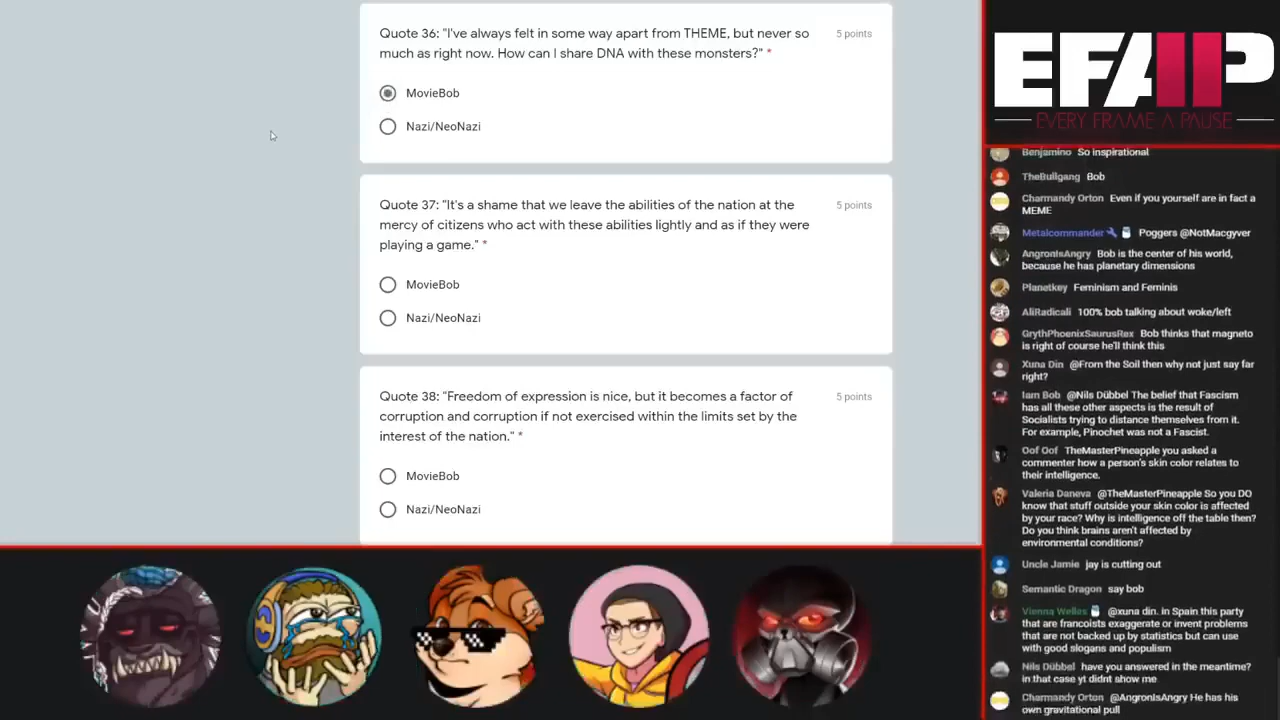 Quote 36: "I've always felt in some way apart from THEME, but never so
much as right now. How can I share DNA with these monsters?" *
5 points
MovieBob
Nazi/NeoNazi
Quote 37: "It's a shame that we leave the abilities of the nation at the
mercy of citizens who act with these abilities lightly and as if they were
playing a game." *
5 points
MovieBob
Nazi/NeoNazi
Quote 38: "Freedom of expression is nice, but it becomes a factor of
corruption and corruption if not exercised within the limits set by the
interest of the nation." *
5 points
MovieBob
Nazi/NeoNazi
EFAP
EVERY FRAME A PAUSE
Benjamino So inspirational
TheBullgang Bob
Charmandy Orton Even if you yourself are in fact a
MEME
Metalcommander Poggers @NotMacgyver
AngronIsAngry Bob is the center of his world,
because he has planetary dimensions
Planetkey Feminism and Feminis
AliRadicali 100% bob talking about woke/left
GrythPhoenixSaurusRex Bob thinks that magneto
is right of course he'll think this
Xuna Din @From the Soil then why not just say far
right?
Iam Bob @Nils Dübbel The belief that Fascism
has all these other aspects is the result of
Socialists trying to distance themselves from it.
For example, Pinochet was not a Fascist.
Oof Oof TheMasterPineapple you asked a
commenter how a person's skin color relates to
their intelligence.
Valeria Daneva @TheMasterPineapple So you DO
know that stuff outside your skin color is affected
by your race? Why is intelligence off the table then?
Do you think brains aren't affected by
environmental conditions?
Uncle Jamie jay is cutting out
Semantic Dragon say bob
Vienna Welles @xuna din. in Spain this party
that are francoists exaggerate or invent problems
that are not backed up by statistics but can use
with good slogans and populism
Nils Dübbel have you answered in the meantime?
in that case yt didnt show me
Charmandy Orton @AngronIsAngry He has his
own gravitational pull